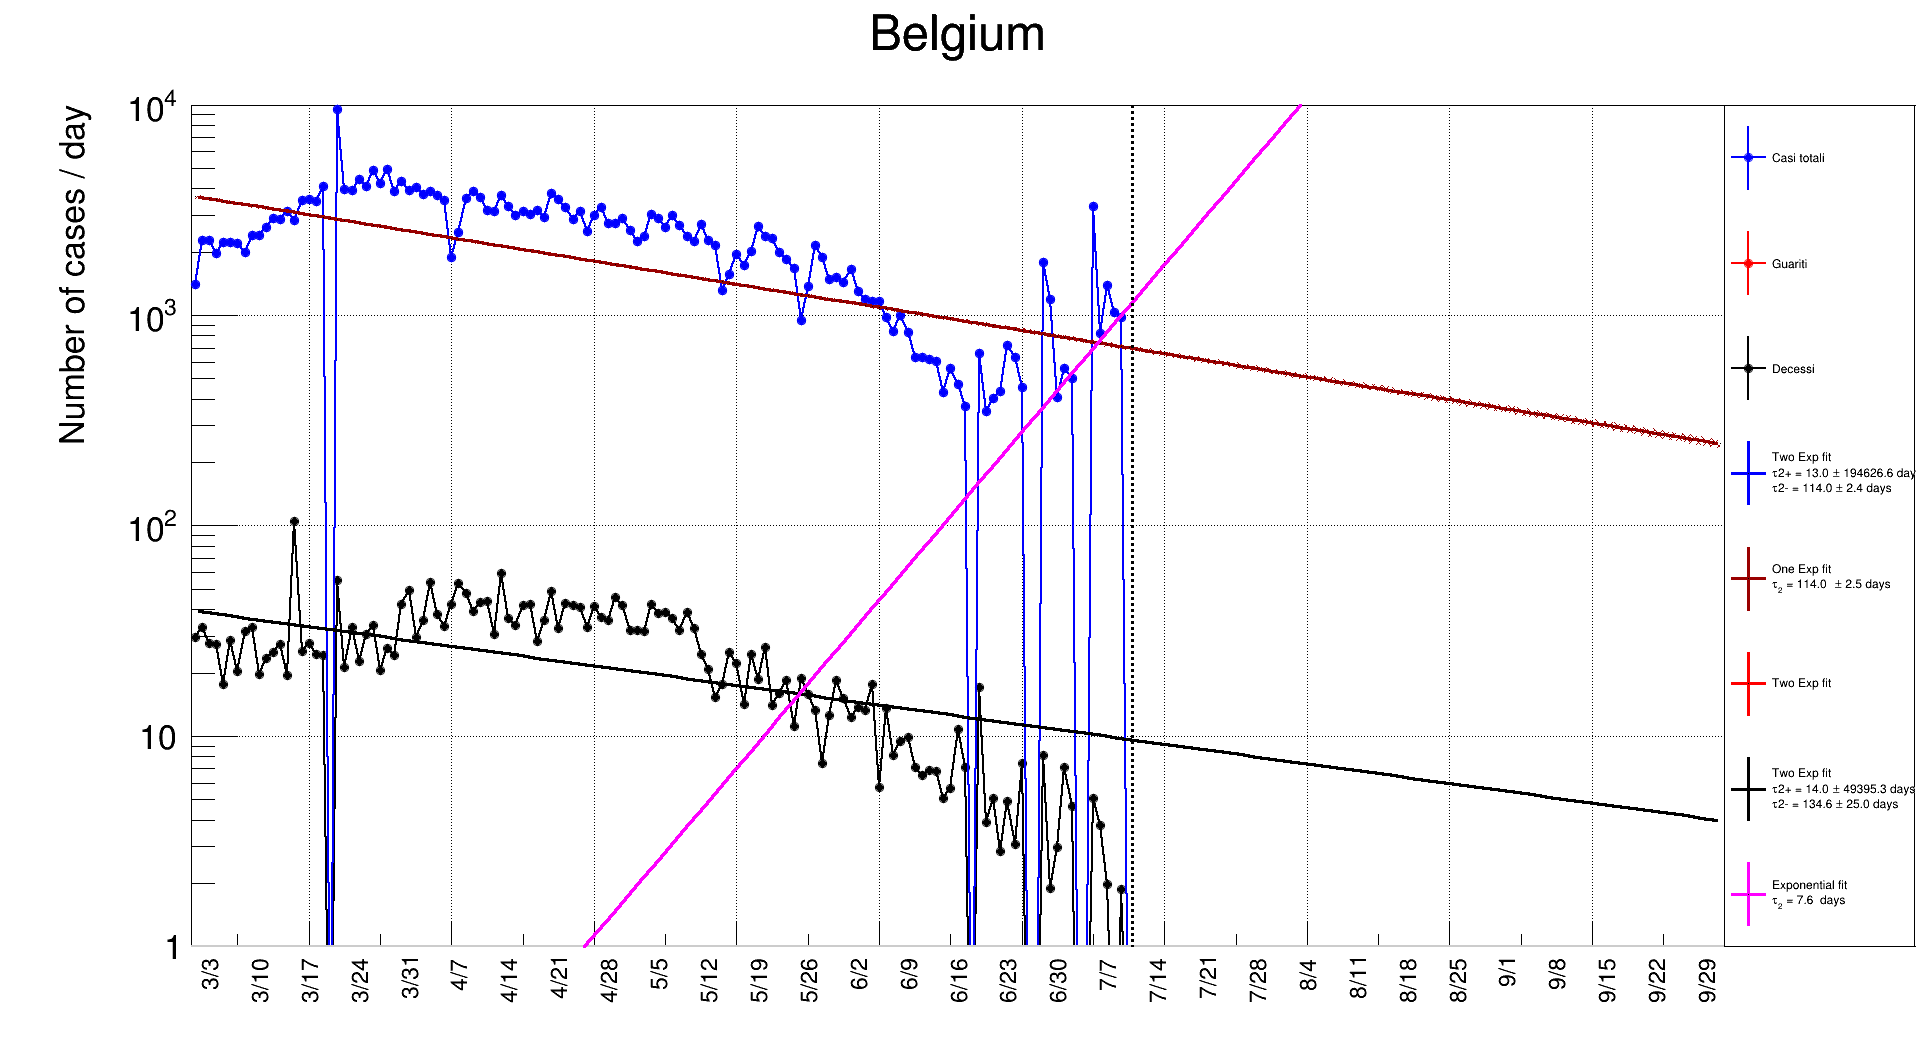 Belgium
Number of cases / day
10⁴
10³
10²
10
1
3/3 3/10 3/17 3/24 3/31 4/7 4/14 4/21 4/28 5/5 5/12 5/19 5/26 6/2 6/9 6/16 6/23 6/30 7/7 7/14 7/21 7/28 8/4 8/11 8/18 8/25 9/1 9/8 9/15 9/22 9/29
Casi totali
Guariti
Decessi
Two Exp fit
τ2+ = 13.0 ± 194626.6 day
τ2- = 114.0 ± 2.4 days
One Exp fit
τ₂ = 114.0 ± 2.5 days
Two Exp fit
Two Exp fit
τ2+ = 14.0 ± 49395.3 days
τ2- = 134.6 ± 25.0 days
Exponential fit
τ₂ = 7.6 days